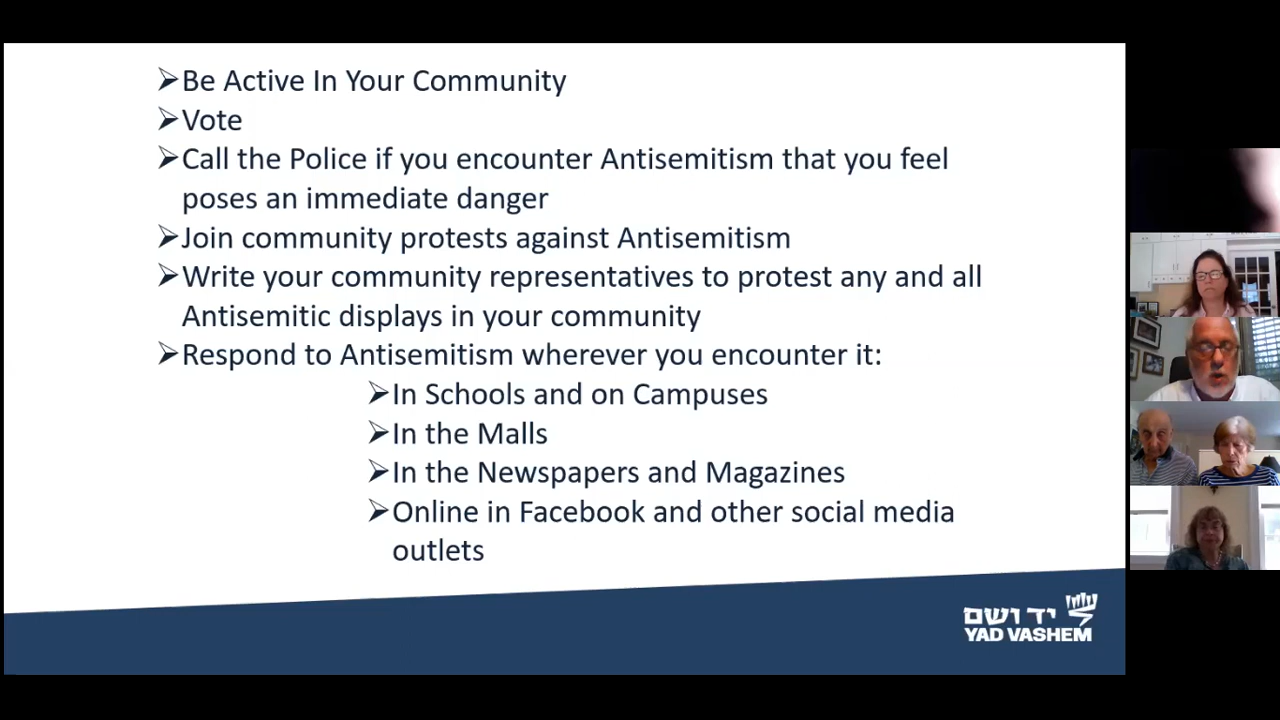 ➢Be Active In Your Community
➢Vote
➢Call the Police if you encounter Antisemitism that you feel
poses an immediate danger
➢Join community protests against Antisemitism
➢Write your community representatives to protest any and all
Antisemitic displays in your community
➢Respond to Antisemitism wherever you encounter it:
➢In Schools and on Campuses
➢In the Malls
➢In the Newspapers and Magazines
➢Online in Facebook and other social media
outlets
יד ושם
YAD VASHEM